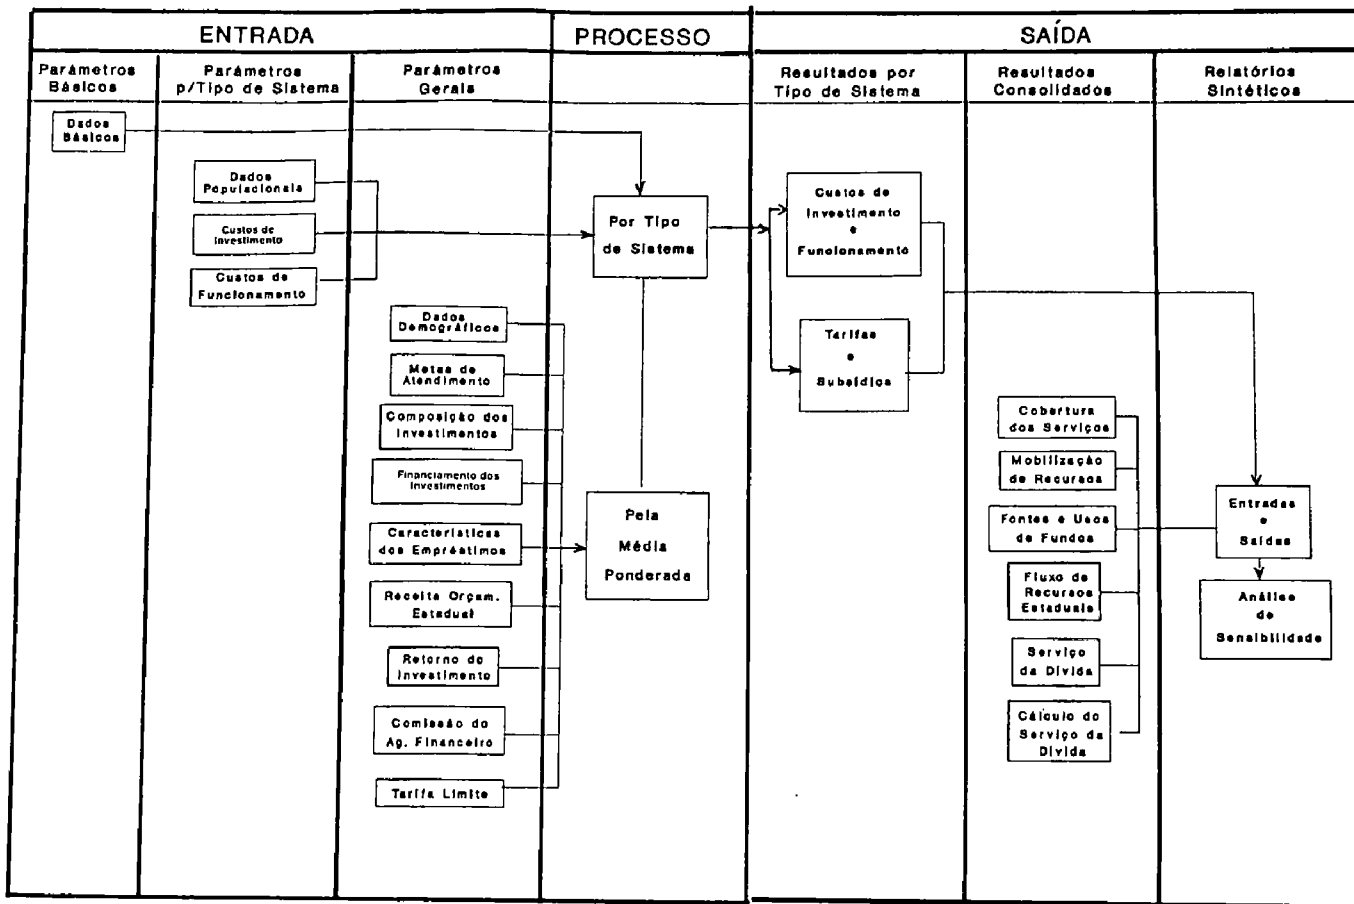 ENTRADA
PROCESSO
SAÍDA
Parámetros
Básicos
Parámetros
p/Tipo de Sistema
Parámetros
Gerais
Resultados por
Tipo de Sistema
Resultados
Consolidados
Relatórios
Sintéticos
Dados
Básicos
Dados
Populacionais
Custos de
Investimento
Custos de
Funcionamento
Dados
Demográficos
Metas de
Atendimento
Composição dos
Investimentos
Financiamento dos
Investimentos
Características
dos Empréstimos
Receita Orçam.
Estadual
Retorno do
Investimento
Comissão do
Ag. Financeiro
Tarifa Limite
Por Tipo
de Sistema
Pela
Média
Ponderada
Custos de
Investimento
e
Funcionamento
Tarifas
e
Subsídios
Cobertura
dos Serviços
Mobilização
de Recursos
Fontes e Usos
de Fundos
Fluxo de
Recursos
Estaduais
Serviço
da Dívida
Cálculo do
Serviço da
Dívida
Entradas
e
Saídas
Análise
de
Sensibilidade